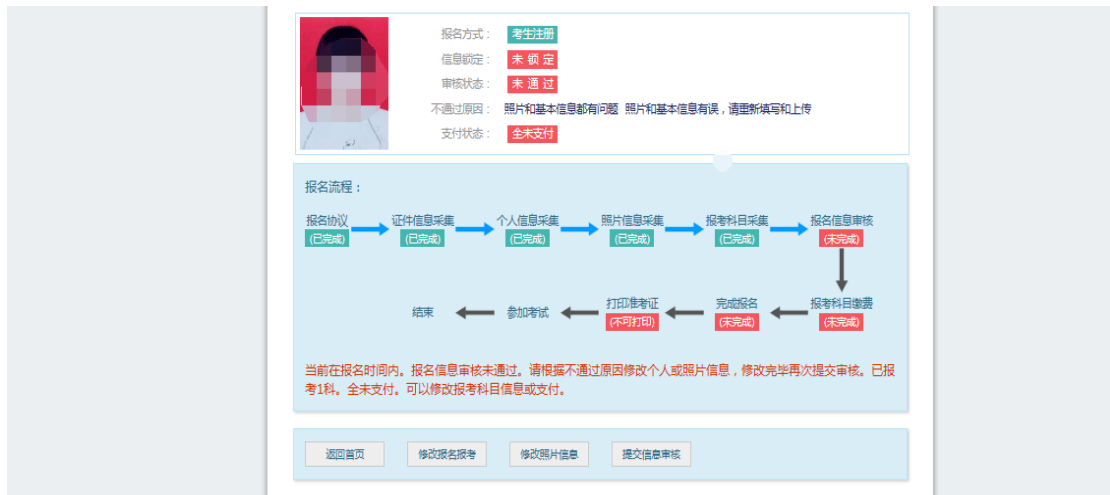 报名方式： 考生注册
信息锁定： 未 锁 定
审核状态： 未 通 过
不通过原因： 照片和基本信息都有问题 照片和基本信息有误，请重新填写和上传
支付状态： 全未支付
报名流程：
报名协议 证件信息采集 个人信息采集 照片信息采集 报考科目采集 报名信息审核
(已完成) (已完成) (已完成) (已完成) (已完成) (未完成)
结束 参加考试 打印准考证 完成报名 报考科目缴费
(不可打印) (未完成) (未完成)
当前在报名时间内。报名信息审核未通过。请根据不通过原因修改个人或照片信息，修改完毕再次提交审核。已报
考1科。全未支付。可以修改报考科目信息或支付。
返回首页 修改报名报考 修改照片信息 提交信息审核